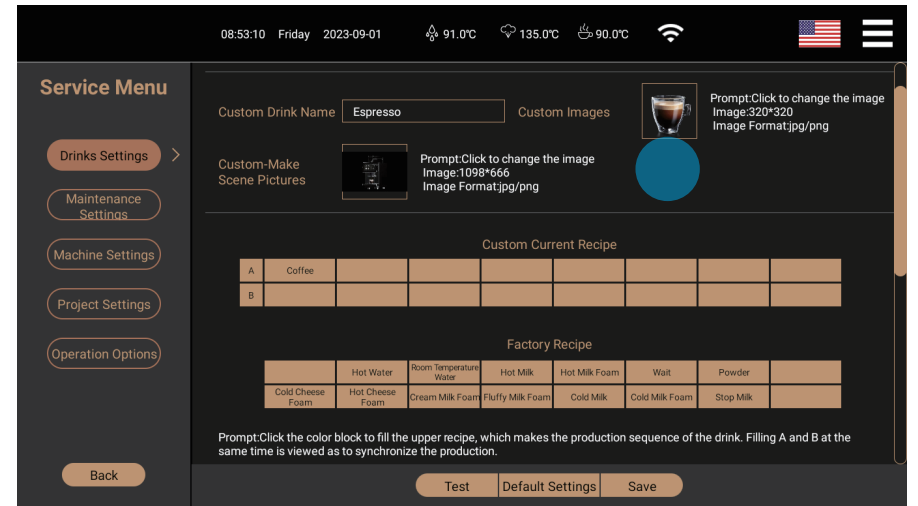 08:53:10 Friday 2023-09-01 91.0℃ 135.0℃ 90.0℃
Service Menu
Drinks Settings >
Maintenance
Settings
Machine Settings
Project Settings
Operation Options
Back
Custom Drink Name Espresso Custom Images
Prompt:Click to change the image
Image:320*320
Image Format:jpg/png
Custom-Make
Scene Pictures
Prompt:Click to change the image
Image:1098*666
Image Format:jpg/png
Custom Current Recipe
A Coffee
B
Factory Recipe
Hot Water Room Temperature Water Hot Milk Hot Milk Foam Wait Powder
Cold Cheese Foam Hot Cheese Foam Cream Milk Foam Fluffy Milk Foam Cold Milk Cold Milk Foam Stop Milk
Prompt:Click the color block to fill the upper recipe, which makes the production sequence of the drink. Filling A and B at the
same time is viewed as to synchronize the production.
Test Default Settings Save